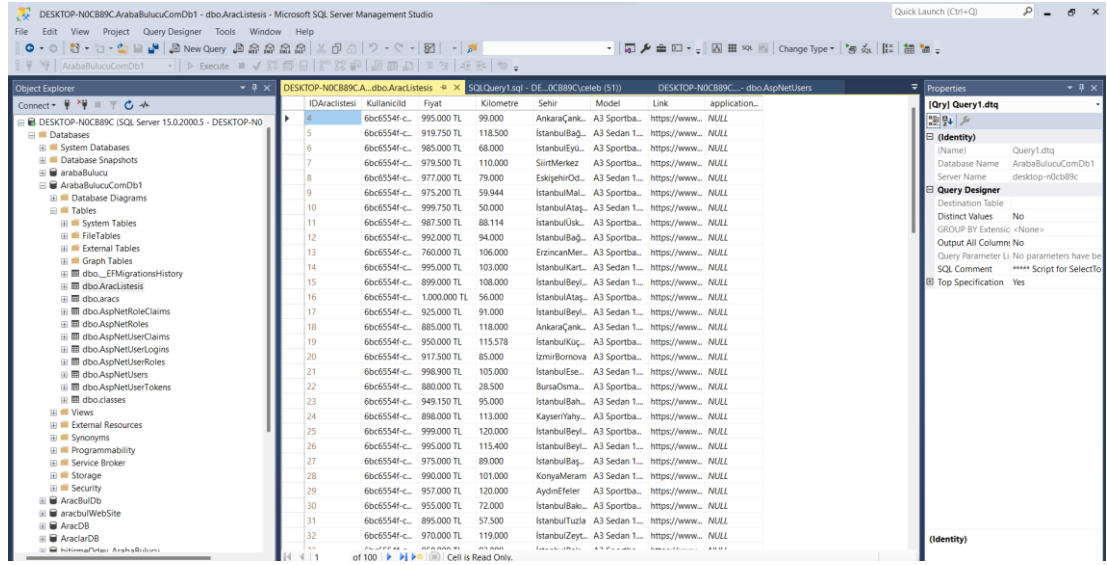 DESKTOP-N0CB89C.ArabaBulucuComDb1 - dbo.AracListesis - Microsoft SQL Server Management Studio
Quick Launch (Ctrl+Q)
File Edit View Project Query Designer Tools Window Help
New Query
Change Type
ArabaBulucuComDb1
Execute
Object Explorer
Connect
DESKTOP-N0CB89C (SQL Server 15.0.2000.5 - DESKTOP-N0
Databases
System Databases
Database Snapshots
arabaBulucu
ArabaBulucuComDb1
Database Diagrams
Tables
System Tables
FileTables
External Tables
Graph Tables
dbo.__EFMigrationsHistory
dbo.AracListesis
dbo.aracs
dbo.AspNetRoleClaims
dbo.AspNetRoles
dbo.AspNetUserClaims
dbo.AspNetUserLogins
dbo.AspNetUserRoles
dbo.AspNetUsers
dbo.AspNetUserTokens
dbo.classes
Views
External Resources
Synonyms
Programmability
Service Broker
Storage
Security
AracBulDb
aracbulWebSite
AracDB
AraclarDB
bitirmeOdev_ArabaBulucu
DESKTOP-N0CB89C.A...dbo.AracListesis SQLQuery1.sql - DE...0CB89C\celeb (51)) DESKTOP-N0CB89C.... - dbo.AspNetUsers
IDAraclistesi KullaniciId Fiyat Kilometre Sehir Model Link application...
4 6bc6554f-c... 995.000 TL 99.000 AnkaraÇank... A3 Sportba... https://www... NULL
5 6bc6554f-c... 919.750 TL 118.500 İstanbulBağ... A3 Sedan 1.... https://www... NULL
6 6bc6554f-c... 985.000 TL 68.000 İstanbulEyü... A3 Sportba... https://www... NULL
7 6bc6554f-c... 979.500 TL 110.000 SiirtMerkez A3 Sportba... https://www... NULL
8 6bc6554f-c... 977.000 TL 79.000 EskişehirOd... A3 Sedan 1.... https://www... NULL
9 6bc6554f-c... 975.200 TL 59.944 İstanbulMal... A3 Sportba... https://www... NULL
10 6bc6554f-c... 999.750 TL 50.000 İstanbulAtaş... A3 Sedan 1.... https://www... NULL
11 6bc6554f-c... 987.500 TL 88.114 İstanbulÜsk... A3 Sportba... https://www... NULL
12 6bc6554f-c... 992.000 TL 94.000 İstanbulBağ... A3 Sportba... https://www... NULL
13 6bc6554f-c... 760.000 TL 106.000 ErzincanMer... A3 Sportba... https://www... NULL
14 6bc6554f-c... 995.000 TL 103.000 İstanbulKart... A3 Sedan 1.... https://www... NULL
15 6bc6554f-c... 899.000 TL 108.000 İstanbulBeyl... A3 Sedan 1.... https://www... NULL
16 6bc6554f-c... 1.000.000 TL 56.000 İstanbulAtaş... A3 Sportba... https://www... NULL
17 6bc6554f-c... 925.000 TL 91.000 İstanbulBeyl... A3 Sedan 1.... https://www... NULL
18 6bc6554f-c... 885.000 TL 118.000 AnkaraÇank... A3 Sportba... https://www... NULL
19 6bc6554f-c... 950.000 TL 115.578 İstanbulKüç... A3 Sportba... https://www... NULL
20 6bc6554f-c... 917.500 TL 85.000 İzmirBornova A3 Sportba... https://www... NULL
21 6bc6554f-c... 998.900 TL 105.000 İstanbulEse... A3 Sedan 1.... https://www... NULL
22 6bc6554f-c... 880.000 TL 28.500 BursaOsma... A3 Sportba... https://www... NULL
23 6bc6554f-c... 949.150 TL 95.000 İstanbulBah... A3 Sedan 1.... https://www... NULL
24 6bc6554f-c... 898.000 TL 113.000 KayseriYahy... A3 Sportba... https://www... NULL
25 6bc6554f-c... 999.000 TL 120.000 İstanbulBeyl... A3 Sportba... https://www... NULL
26 6bc6554f-c... 995.000 TL 115.400 İstanbulBeyl... A3 Sedan 1.... https://www... NULL
27 6bc6554f-c... 975.000 TL 89.000 İstanbulBaş... A3 Sedan 1.... https://www... NULL
28 6bc6554f-c... 990.000 TL 101.000 KonyaMeram A3 Sedan 1.... https://www... NULL
29 6bc6554f-c... 957.000 TL 120.000 AydınEfeler A3 Sportba... https://www... NULL
30 6bc6554f-c... 955.000 TL 72.000 İstanbulBakı... A3 Sportba... https://www... NULL
31 6bc6554f-c... 895.000 TL 57.500 İstanbulTuzla A3 Sedan 1.... https://www... NULL
32 6bc6554f-c... 970.000 TL 119.000 İstanbulZeyt... A3 Sedan 1.... https://www... NULL
1 of 100 Cell is Read Only.
Properties
[Qry] Query1.dtq
(Identity)
(Name) Query1.dtq
Database Name ArabaBulucuComDb1
Server Name desktop-n0cb89c
Query Designer
Destination Table
Distinct Values No
GROUP BY Extensic <None>
Output All Column: No
Query Parameter Li No parameters have be
SQL Comment ***** Script for SelectTo
Top Specification Yes
(Identity)